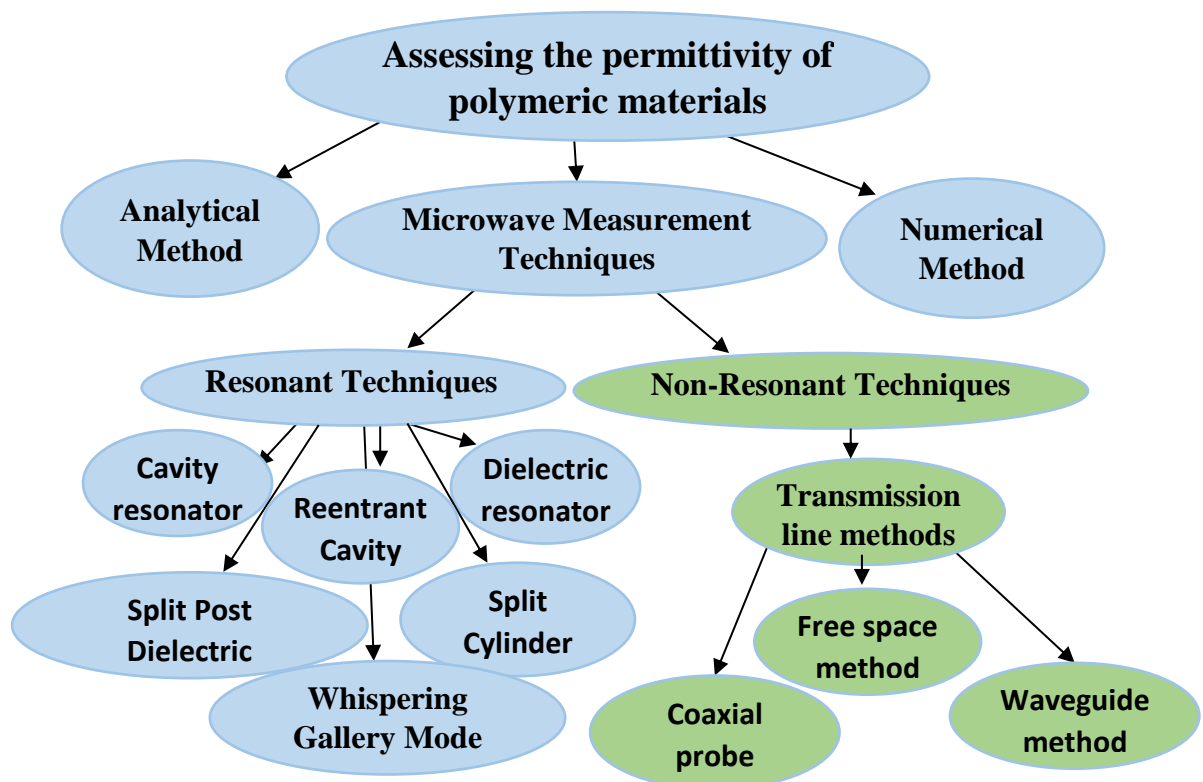 Assessing the permittivity of
polymeric materials
Analytical
Method
Microwave Measurement
Techniques
Numerical
Method
Resonant Techniques
Non-Resonant Techniques
Cavity
resonator
Reentrant
Cavity
Dielectric
resonator
Transmission
line methods
Split Post
Dielectric
Split
Cylinder
Whispering
Gallery Mode
Free space
method
Coaxial
probe
Waveguide
method